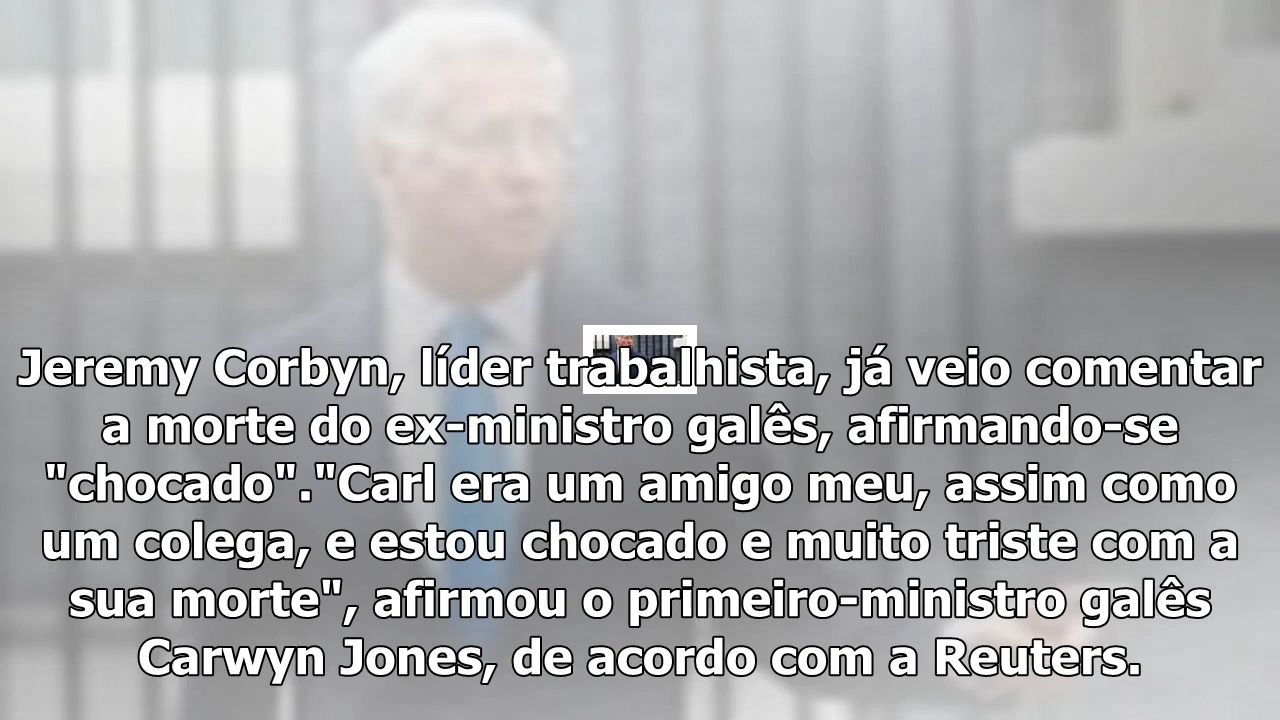 Jeremy Corbyn, líder trabalhista, já veio comentar
a morte do ex-ministro galês, afirmando-se
"chocado"."Carl era um amigo meu, assim como
um colega, e estou chocado e muito triste com a
sua morte", afirmou o primeiro-ministro galês
Carwyn Jones, de acordo com a Reuters.